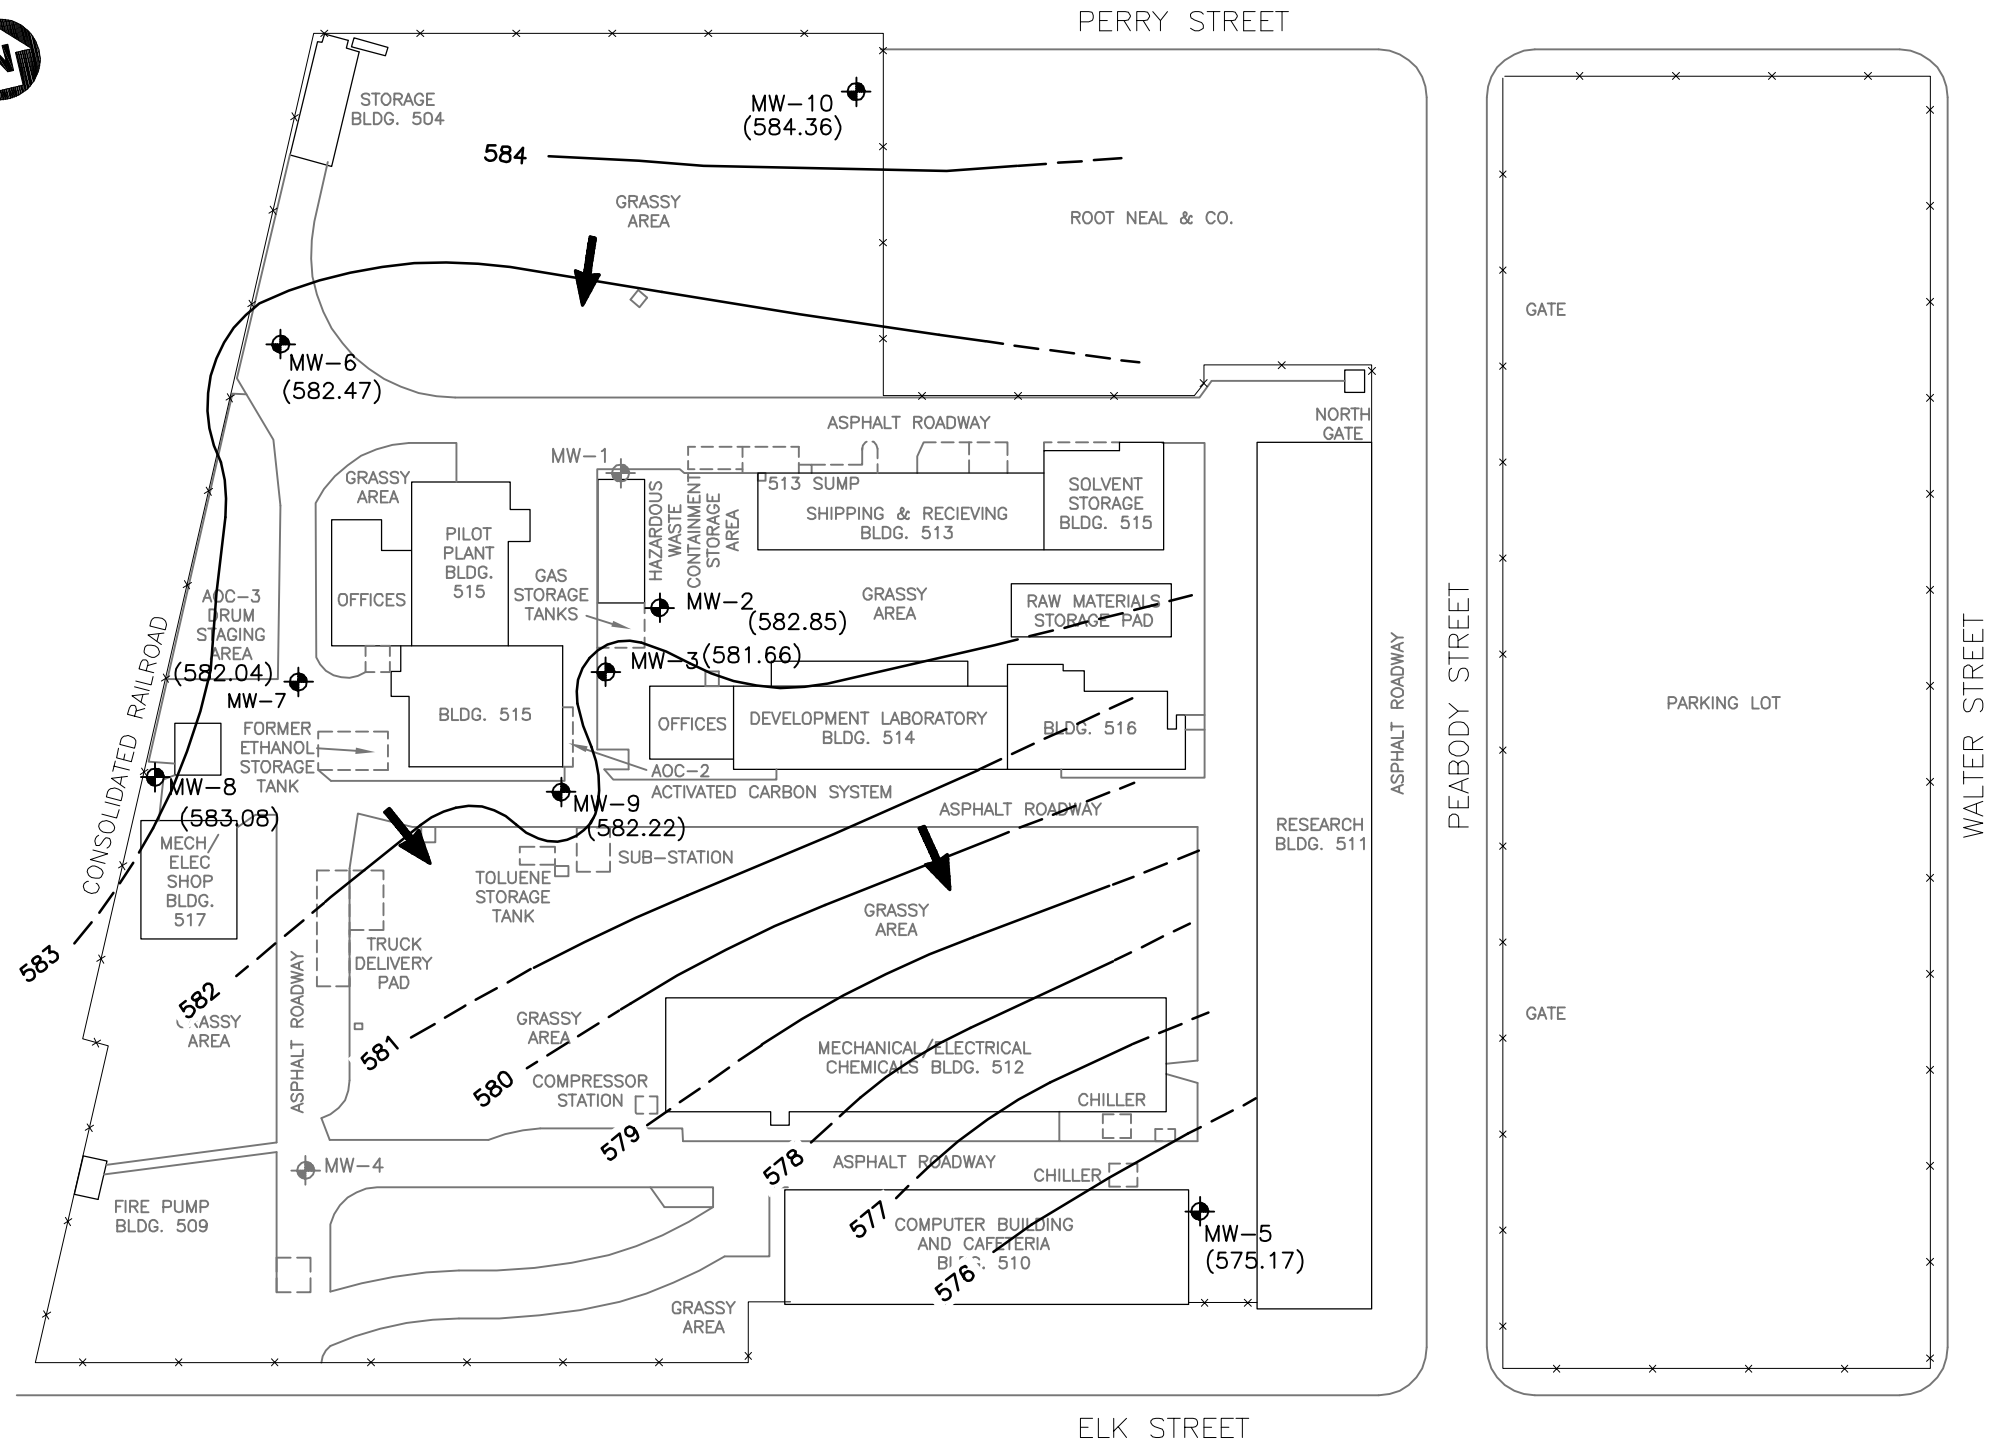 PERRY STREET
N
STORAGE
BLDG. 504
MW-10
(584.36)
584
GRASSY
AREA
ROOT NEAL & CO.
GATE
MW-6
(582.47)
NORTH
GATE
ASPHALT ROADWAY
MW-1
GRASSY
AREA
513 SUMP
SHIPPING & RECIEVING
BLDG. 513
SOLVENT
STORAGE
BLDG. 515
HAZARDOUS
WASTE
CONTAINMENT
STORAGE
AREA
PILOT
PLANT
BLDG.
515
OFFICES
GAS
STORAGE
TANKS
MW-2
(582.85)
GRASSY
AREA
RAW MATERIALS
STORAGE PAD
AOC-3
DRUM
STAGING
AREA
(582.04)
MW-7
CONSOLIDATED RAILROAD
MW-3
(581.66)
ASPHALT ROADWAY
PEABODY STREET
WALTER STREET
PARKING LOT
BLDG. 515
OFFICES
DEVELOPMENT LABORATORY
BLDG. 514
BLDG. 516
FORMER
ETHANOL
STORAGE
TANK
AOC-2
ACTIVATED CARBON SYSTEM
MW-8
(583.08)
MW-9
(582.22)
ASPHALT ROADWAY
MECH/
ELEC
SHOP
BLDG.
517
SUB-STATION
TOLUENE
STORAGE
TANK
RESEARCH
BLDG. 511
GRASSY
AREA
TRUCK
DELIVERY
PAD
583
582
GRASSY
AREA
ASPHALT ROADWAY
GATE
GRASSY
AREA
581
580
MECHANICAL/ELECTRICAL
CHEMICALS BLDG. 512
COMPRESSOR
STATION
CHILLER
579
578
MW-4
ASPHALT ROADWAY
CHILLER
FIRE PUMP
BLDG. 509
577
COMPUTER BUILDING
AND CAFETERIA
BLDG. 510
576
MW-5
(575.17)
GRASSY
AREA
ELK STREET